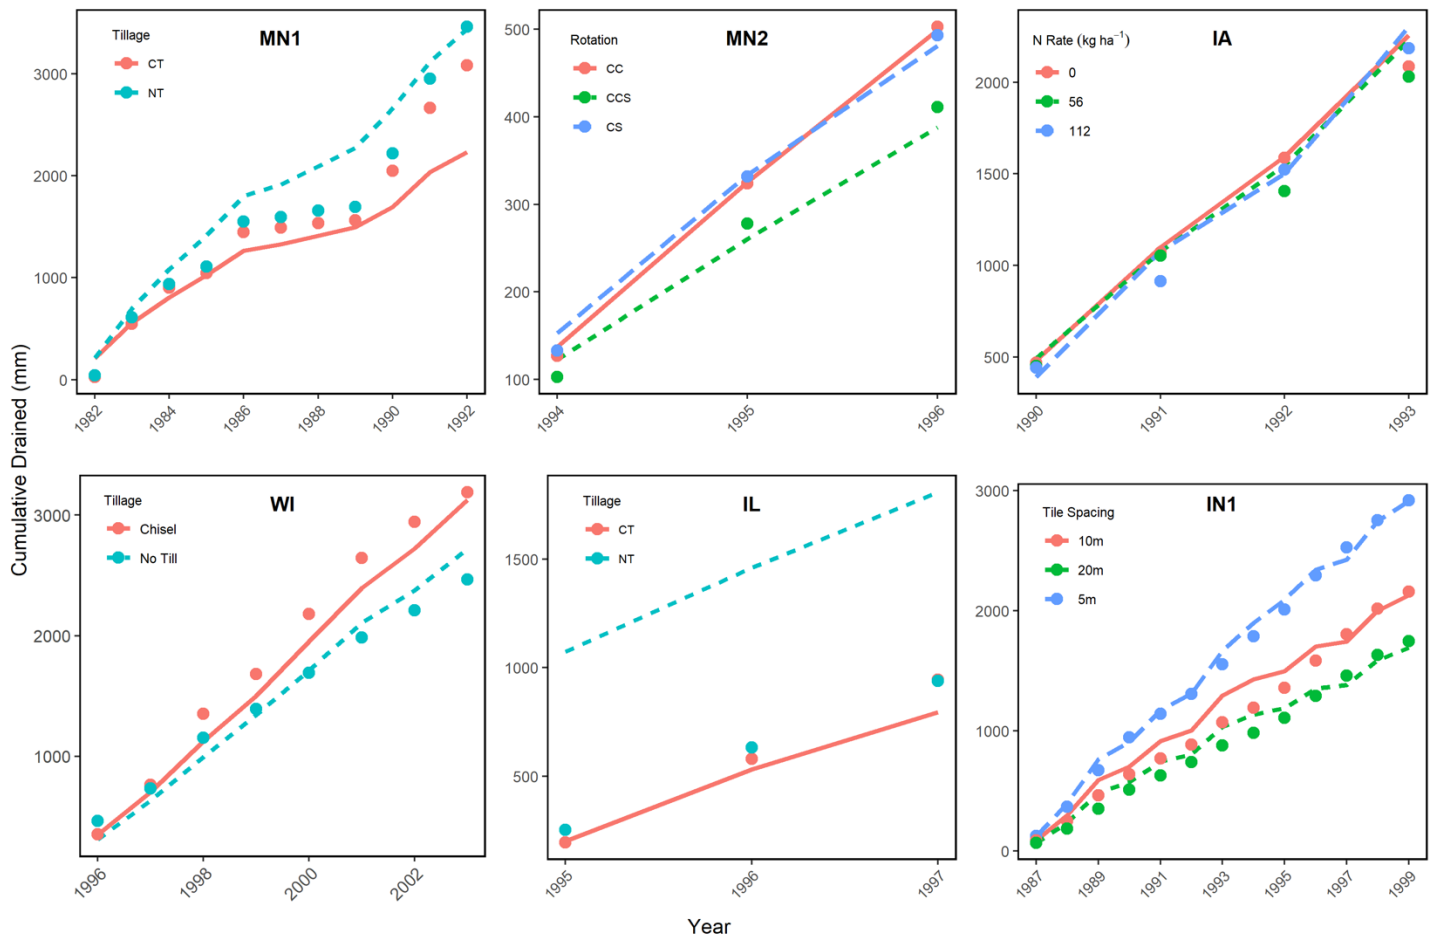 Cumulative Drained (mm)
MN1
Tillage
CT
NT
3000
2000
1000
0
1982
1984
1986
1988
1990
1992
MN2
Rotation
CC
CCS
CS
500
400
300
200
100
1994
1995
1996
IA
N Rate (kg ha⁻¹)
0
56
112
2000
1500
1000
500
1990
1991
1992
1993
WI
Tillage
Chisel
No Till
3000
2000
1000
1996
1998
2000
2002
IL
Tillage
CT
NT
1500
1000
500
1995
1996
1997
IN1
Tile Spacing
10m
20m
5m
3000
2000
1000
0
1987
1989
1991
1993
1995
1997
1999
Year